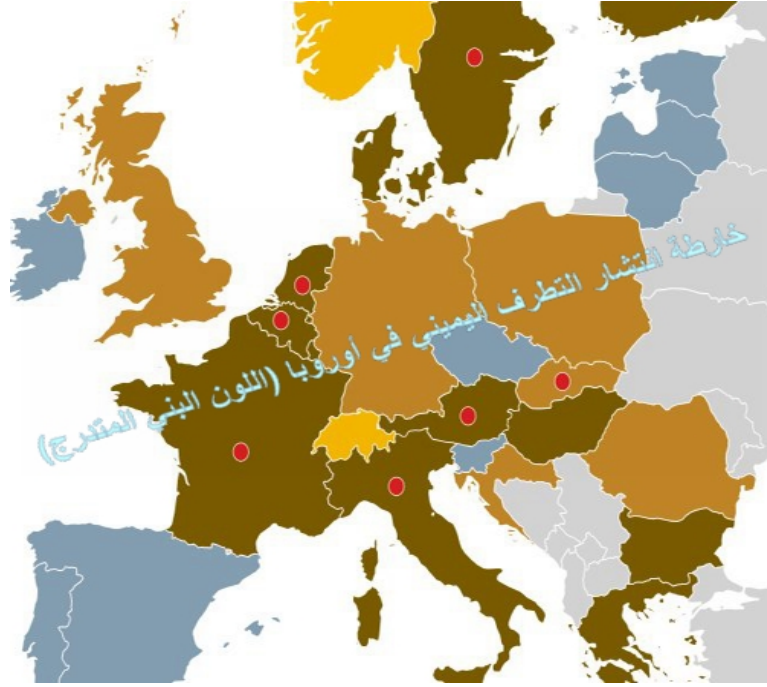 خارطة انتشار التطرف اليميني في أوروبا (اللون البني المتدرج)